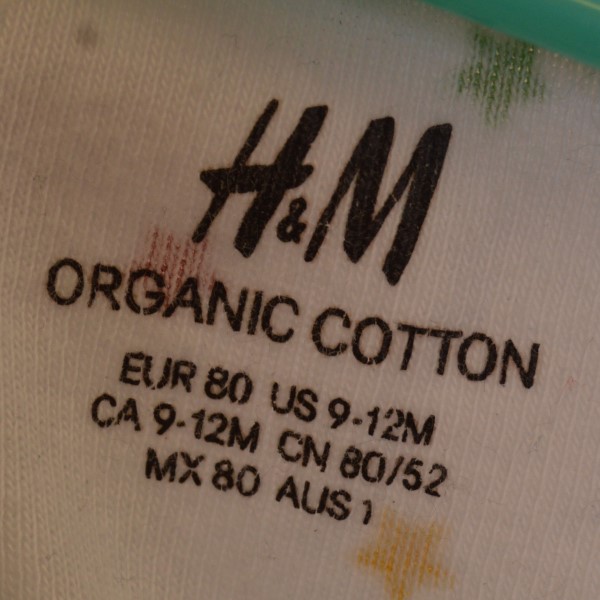 H&M
ORGANIC COTTON
EUR 80 US 9-12M
CA 9-12M CN 80/52
MX 80 AUS 1